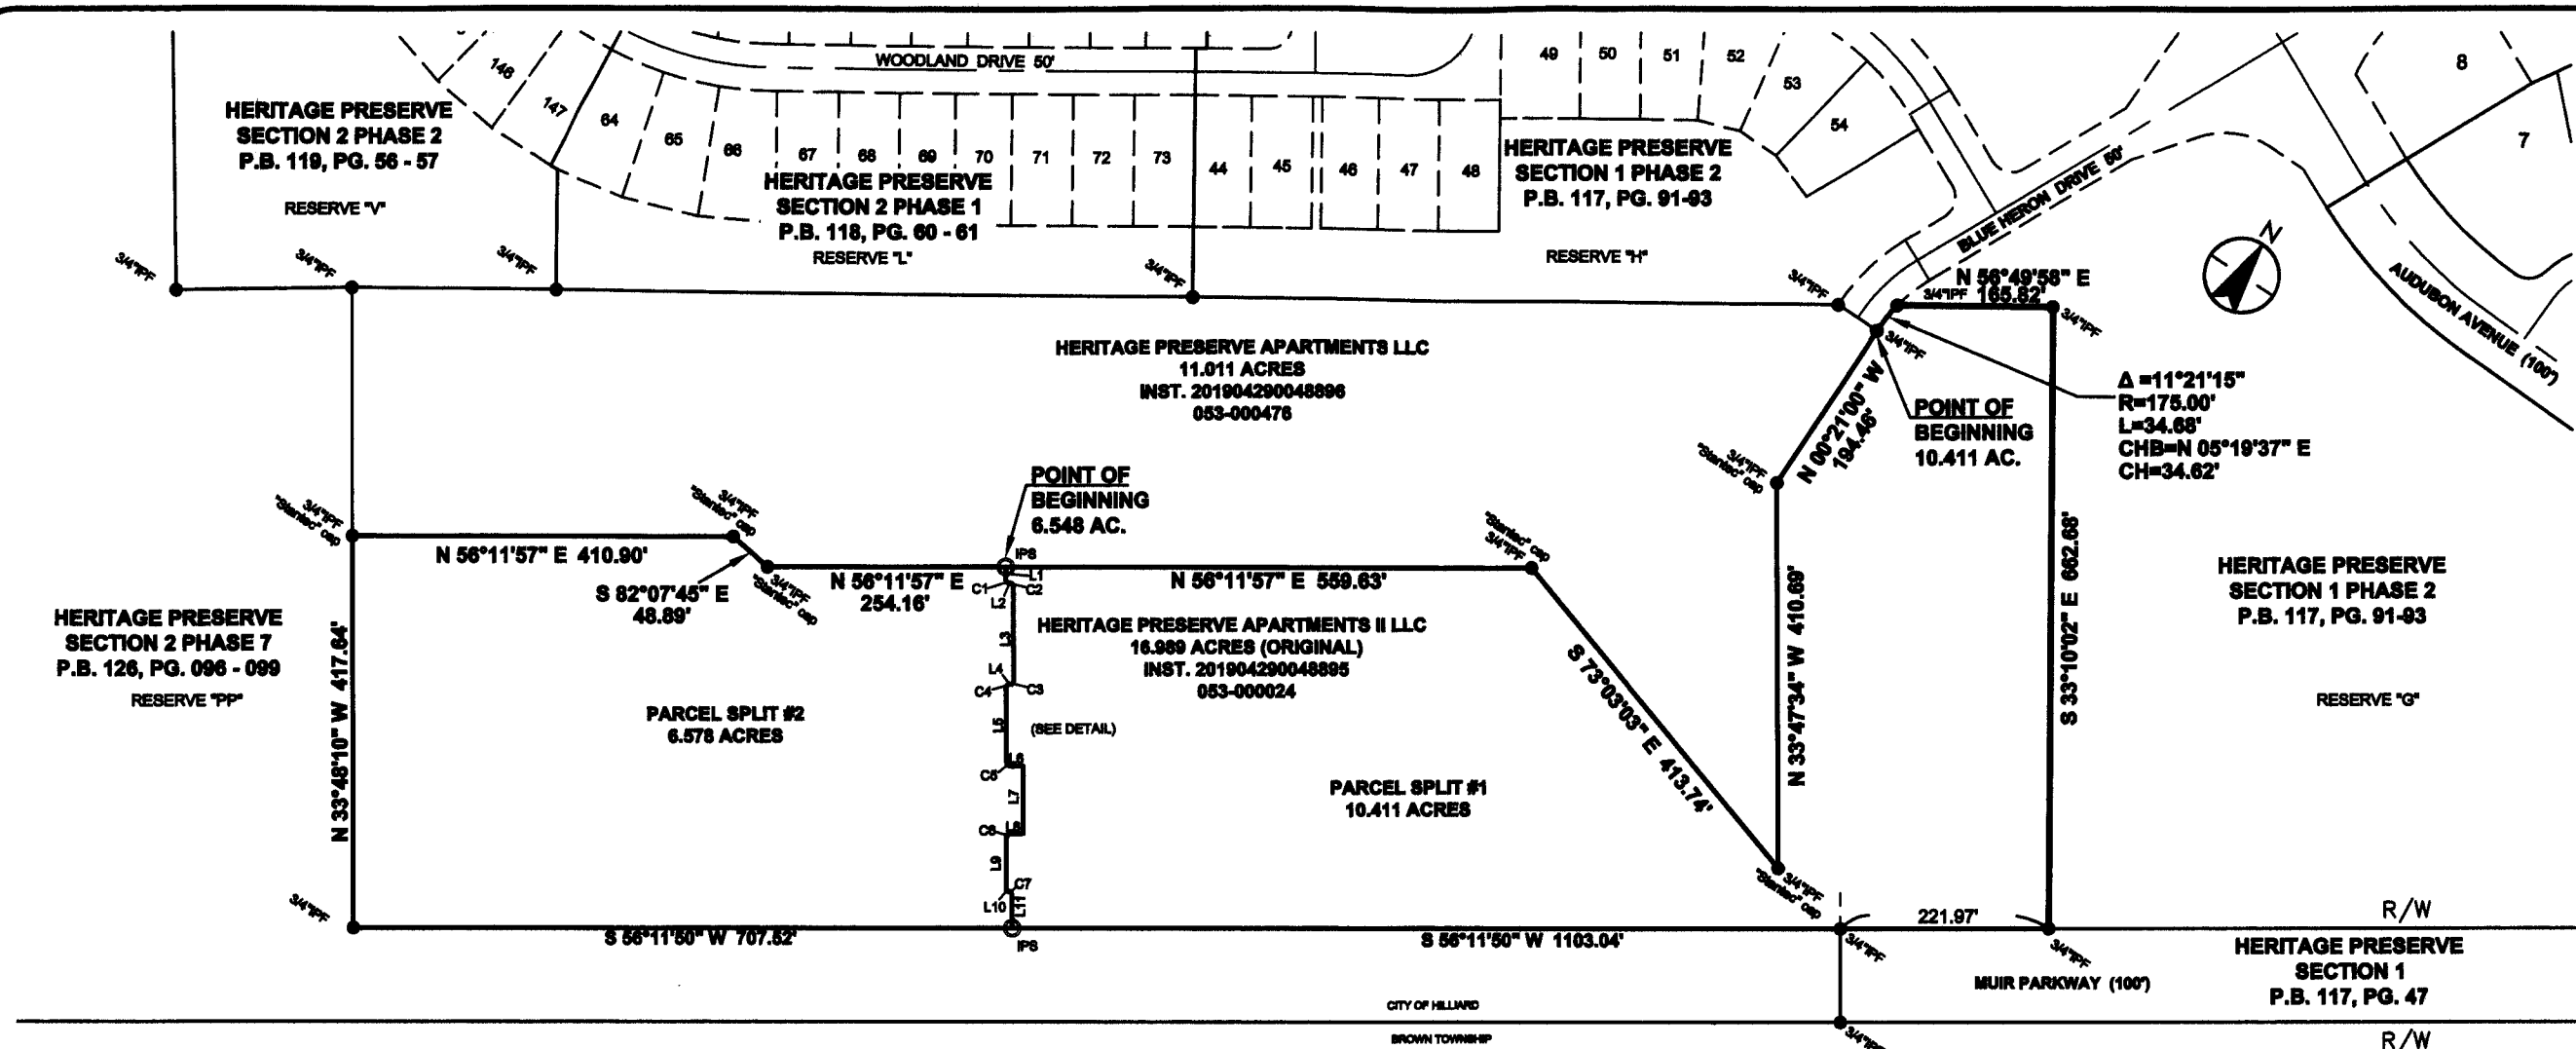 WOODLAND DRIVE 50'
146
147
64
65
66
67
68
69
70
71
72
73
44
45
46
47
48
49
50
51
52
53
54
8
7
HERITAGE PRESERVE
SECTION 2 PHASE 2
P.B. 119, PG. 56 - 57
RESERVE "V"
HERITAGE PRESERVE
SECTION 2 PHASE 1
P.B. 118, PG. 60 - 61
RESERVE "L"
HERITAGE PRESERVE
SECTION 1 PHASE 2
P.B. 117, PG. 91-93
RESERVE "H"
BLUE HERON DRIVE 60'
AUDUBON AVENUE (100')
N
3/4"IPF
3/4"IPF
3/4"IPF
3/4"IPF
3/4"IPF
N 56°49'58" E
3/4"IPF 165.82'
3/4"IPF
3/4"IPF
HERITAGE PRESERVE APARTMENTS LLC
11.011 ACRES
INST. 201904290048896
053-000476
Δ =11°21'15"
R=175.00'
L=34.68'
CHB=N 05°19'37" E
CH=34.62'
POINT OF
BEGINNING
10.411 AC.
N 00°21'00" W
194.46'
3/4"IPF
"Stantec" cap
POINT OF
BEGINNING
6.548 AC.
3/4"IPF
"Stantec" cap
3/4"IPF
"Stantec" cap
"Stantec" cap
3/4"IPF
N 56°11'57" E 410.90'
S 82°07'45" E
48.89'
3/4"IPF
"Stantec" cap
N 56°11'57" E
254.16'
IPS
L1
C1
C2
L2
N 56°11'57" E 559.63'
L3
L4
C4
C3
L5
(SEE DETAIL)
L6
C5
L7
L8
C6
L9
C7
L10
L11
HERITAGE PRESERVE APARTMENTS II LLC
16.989 ACRES (ORIGINAL)
INST. 201904290048895
053-000024
HERITAGE PRESERVE
SECTION 2 PHASE 7
P.B. 126, PG. 096 - 099
RESERVE "PP"
N 33°48'10" W 417.64'
PARCEL SPLIT #2
6.578 ACRES
PARCEL SPLIT #1
10.411 ACRES
S 73°03'03" E 413.74'
N 33°47'34" W 410.69'
S 33°10'02" E 662.68'
HERITAGE PRESERVE
SECTION 1 PHASE 2
P.B. 117, PG. 91-93
RESERVE "G"
3/4"IPF
"Stantec" cap
3/4"IPF
S 56°11'50" W 707.52'
IPS
S 56°11'50" W 1103.04'
221.97'
3/4"IPF
3/4"IPF
R/W
HERITAGE PRESERVE
SECTION 1
P.B. 117, PG. 47
MUIR PARKWAY (100')
CITY OF HILLIARD
BROWN TOWNSHIP
3/4"IPF
R/W